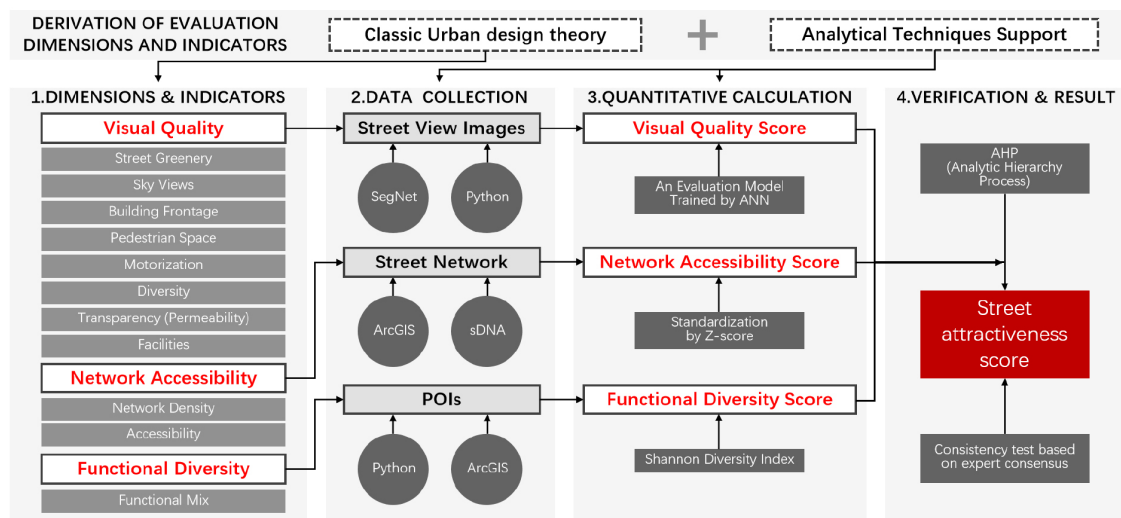 DERIVATION OF EVALUATION
DIMENSIONS AND INDICATORS
Classic Urban design theory
+
Analytical Techniques Support
1.DIMENSIONS & INDICATORS
Visual Quality
Street Greenery
Sky Views
Building Frontage
Pedestrian Space
Motorization
Diversity
Transparency (Permeability)
Facilities
Network Accessibility
Network Density
Accessibility
Functional Diversity
Functional Mix
2.DATA COLLECTION
Street View Images
SegNet
Python
Street Network
ArcGIS
sDNA
POIs
Python
ArcGIS
3.QUANTITATIVE CALCULATION
Visual Quality Score
An Evaluation Model
Trained by ANN
Network Accessibility Score
Standardization
by Z-score
Functional Diversity Score
Shannon Diversity Index
4.VERIFICATION & RESULT
AHP
(Analytic Hierarchy
Process)
Street
attractiveness
score
Consistency test based
on expert consensus